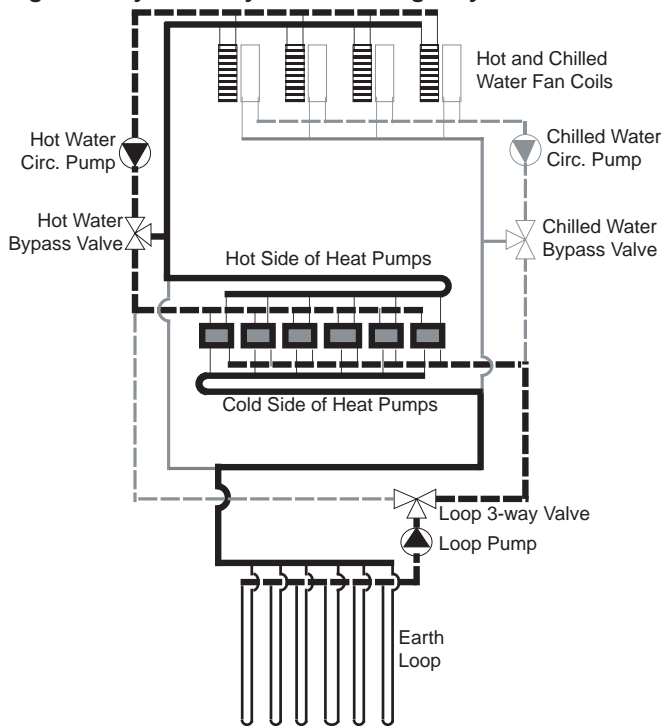 Hot and Chilled
Water Fan Coils
Hot Water
Circ. Pump
Chilled Water
Circ. Pump
Hot Water
Bypass Valve
Chilled Water
Bypass Valve
Hot Side of Heat Pumps
Cold Side of Heat Pumps
Loop 3-way Valve
Loop Pump
Earth
Loop